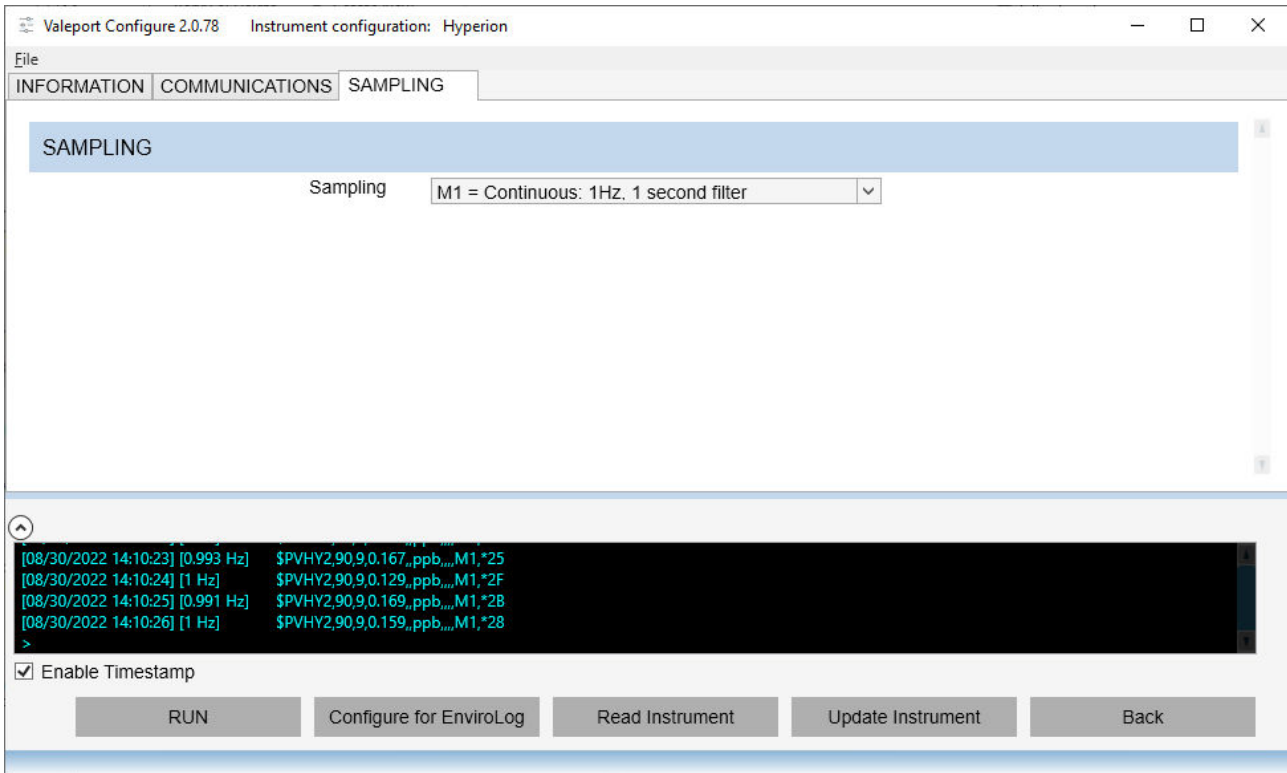 Valeport Configure 2.0.78 Instrument configuration: Hyperion
File
INFORMATION COMMUNICATIONS SAMPLING
SAMPLING
Sampling M1 = Continuous: 1Hz, 1 second filter
[08/30/2022 14:10:23] [0.993 Hz] $PVHY2,90,9,0.167,,ppb,,,,M1,*25
[08/30/2022 14:10:24] [1 Hz] $PVHY2,90,9,0.129,,ppb,,,,M1,*2F
[08/30/2022 14:10:25] [0.991 Hz] $PVHY2,90,9,0.169,,ppb,,,,M1,*2B
[08/30/2022 14:10:26] [1 Hz] $PVHY2,90,9,0.159,,ppb,,,,M1,*28
>
Enable Timestamp
RUN Configure for EnviroLog Read Instrument Update Instrument Back